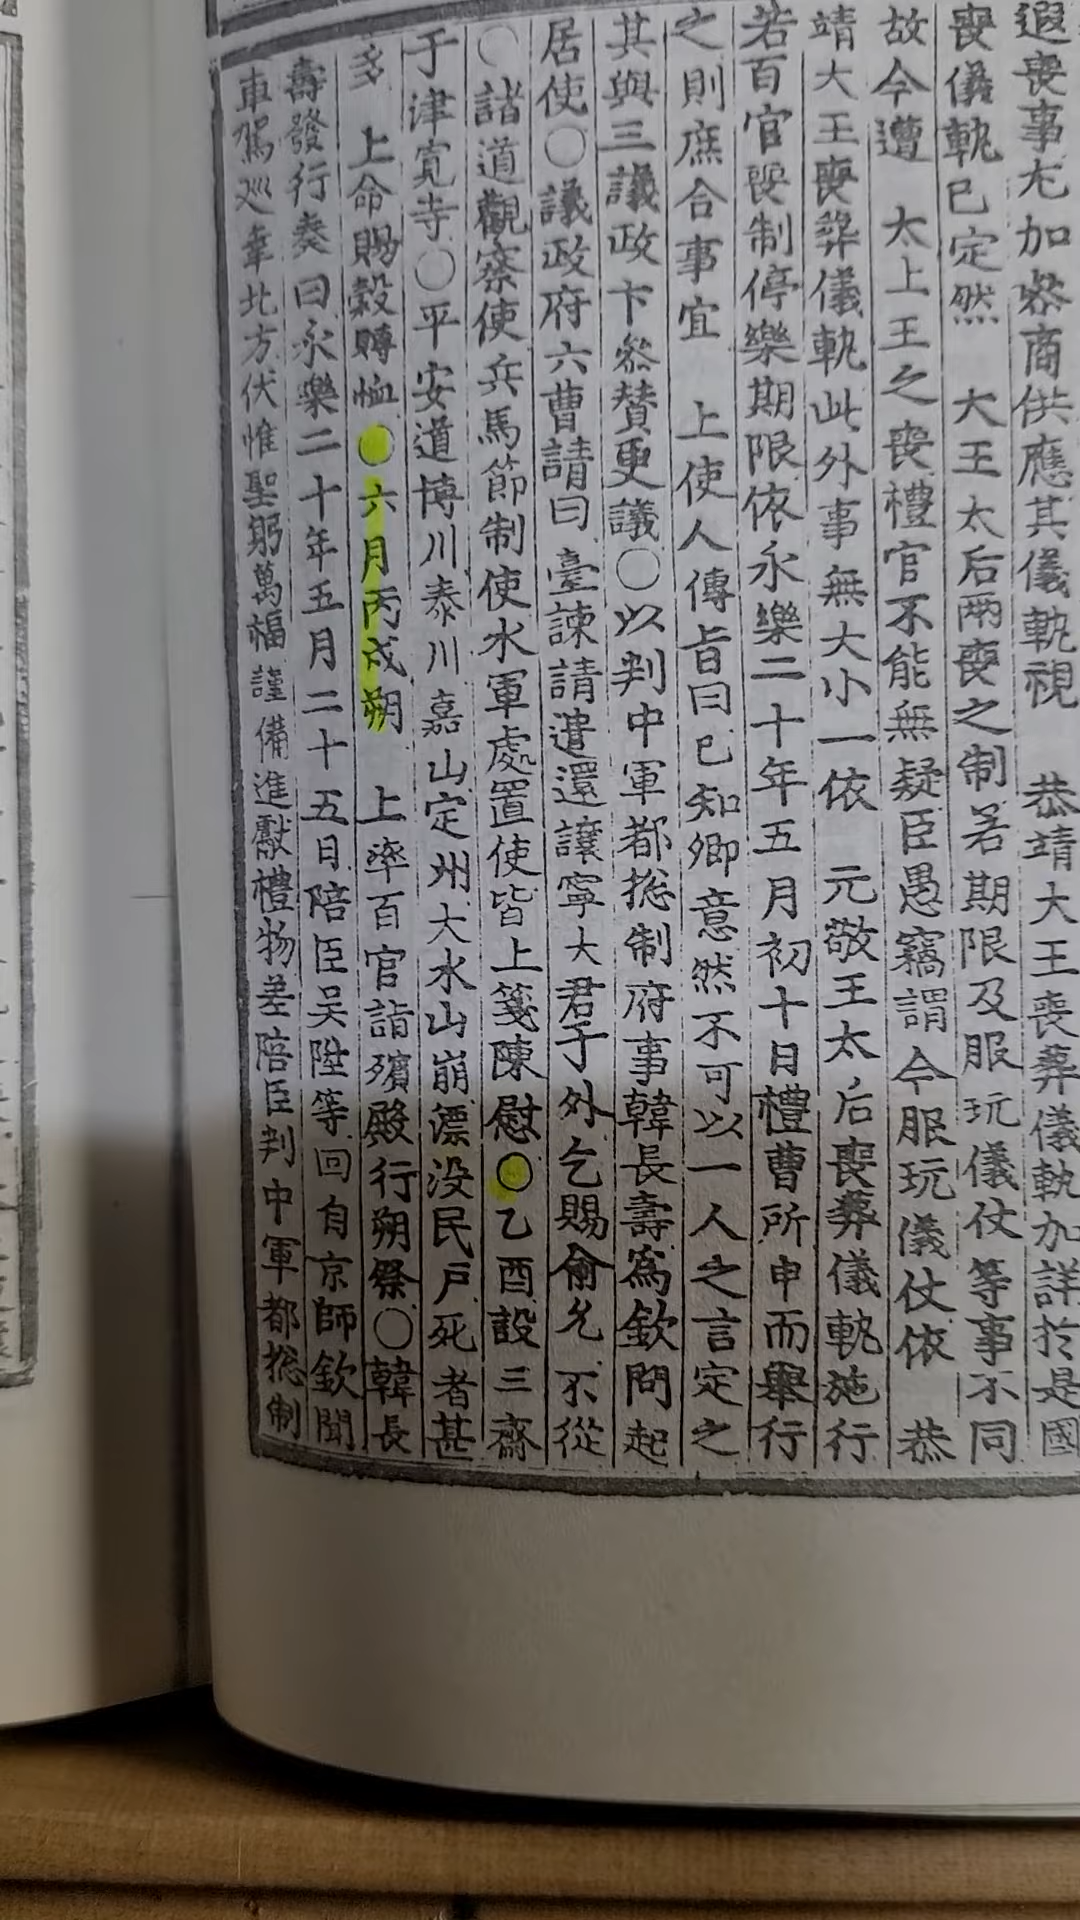 遐喪事尤加*商供應其儀軌視 恭靖大王喪葬儀軌加詳於是國
喪儀軌已定然 大王太后兩喪之制若期限及服玩儀仗等事不同
故今遭 太上王之喪禮官不能無疑臣愚竊謂今服玩儀仗依 恭
靖大王喪葬儀軌此外事無大小一依 元敬王太后喪葬儀軌施行
若百官喪制停樂期限依永樂二十年五月初十日禮曹所申而舉行
之則庶合事宜 上使人傳旨曰已知卿意然不可以一人之言定之
其與三議政卞叅賛更議○以判中軍都摠制府事韓長壽爲欽問起
居使○議政府六曹請曰臺諫請遣還讓寧大君于外乞賜俞允不從
○諸道觀察使兵馬節制使水軍處置使皆上箋陳慰○乙酉設三齋
于津寬寺○平安道博川泰川嘉山定州大水山崩漂没民戶死者甚
多 上命賜穀賻恤○六月丙戌朔 上率百官詣殯殿行朔祭○韓長
壽發行奏曰永樂二十年五月二十五日陪臣吴陞等回自京師欽聞
車駕巡幸北方伏惟聖躬萬福謹備進獻禮物差陪臣判中軍都摠制